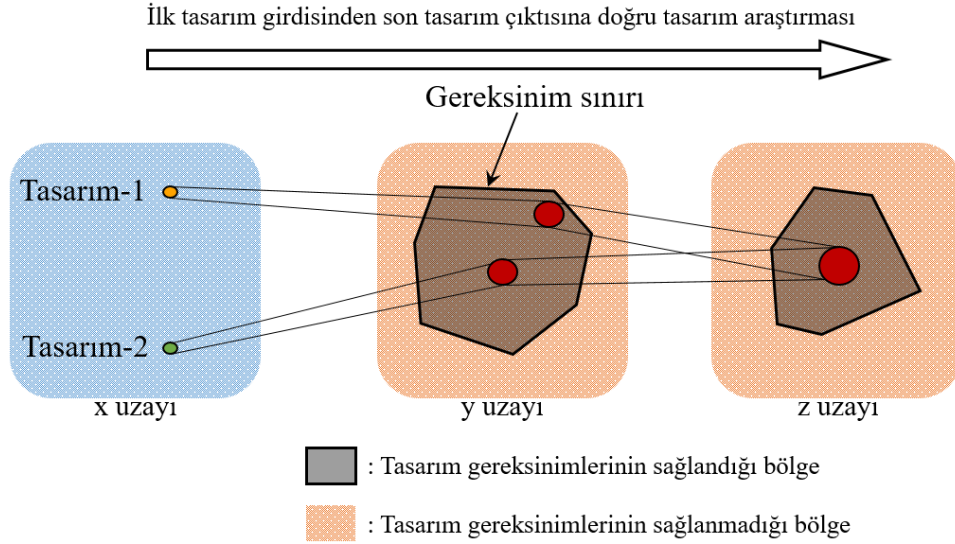 İlk tasarım girdisinden son tasarım çıktısına doğru tasarım araştırması
Gereksinim sınırı
Tasarım-1
Tasarım-2
x uzayı
y uzayı
z uzayı
: Tasarım gereksinimlerinin sağlandığı bölge
: Tasarım gereksinimlerinin sağlanmadığı bölge